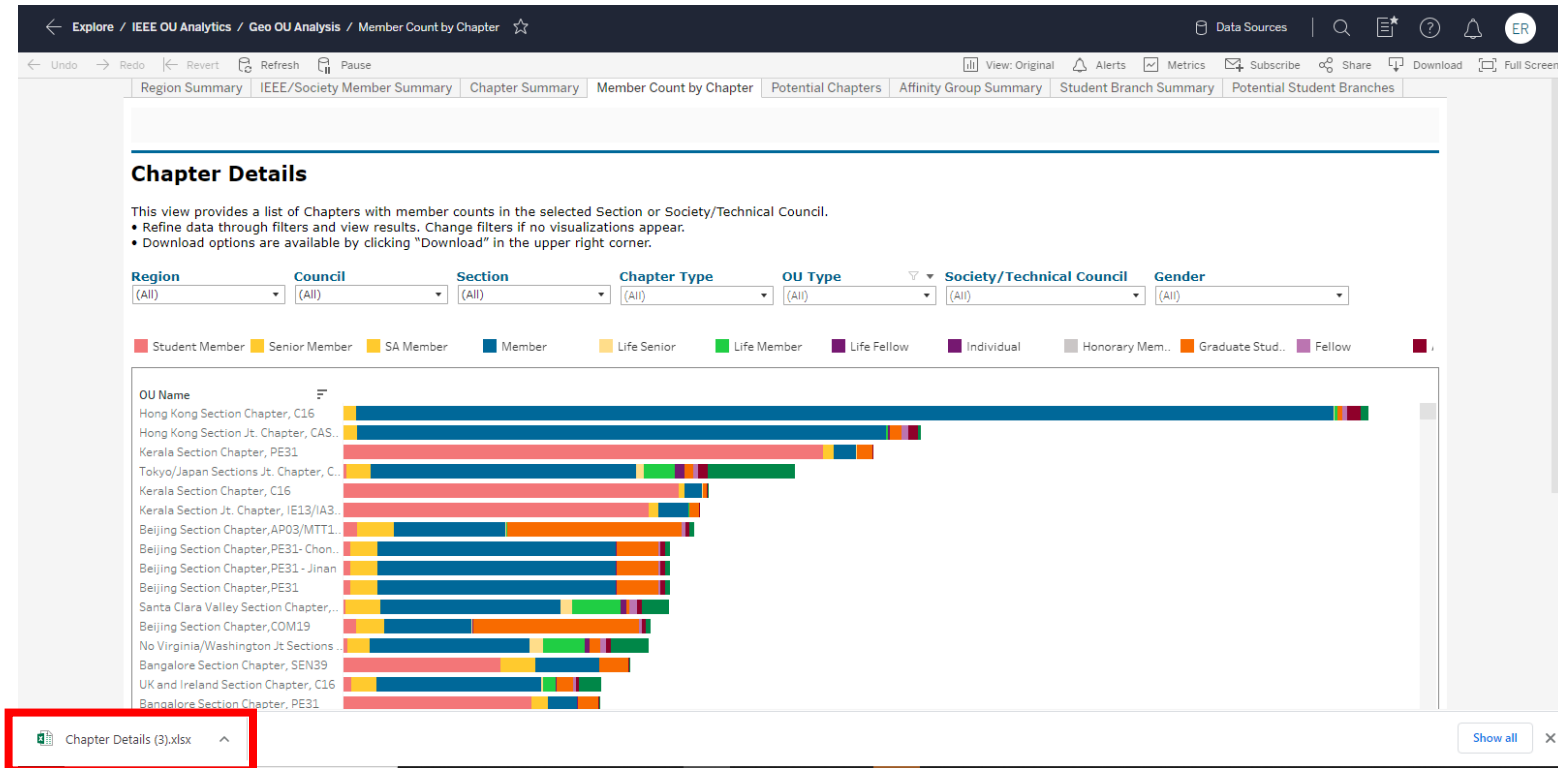 Explore / IEEE OU Analytics / Geo OU Analysis / Member Count by Chapter
Data Sources
ER
Undo Redo Revert Refresh Pause
View: Original Alerts Metrics Subscribe Share Download Full Screen
Region Summary IEEE/Society Member Summary Chapter Summary Member Count by Chapter Potential Chapters Affinity Group Summary Student Branch Summary Potential Student Branches
Chapter Details
This view provides a list of Chapters with member counts in the selected Section or Society/Technical Council.
• Refine data through filters and view results. Change filters if no visualizations appear.
• Download options are available by clicking “Download” in the upper right corner.
Region Council Section Chapter Type OU Type Society/Technical Council Gender
(All) (All) (All) (All) (All) (All) (All)
Student Member Senior Member SA Member Member Life Senior Life Member Life Fellow Individual Honorary Mem.. Graduate Stud.. Fellow
OU Name
Hong Kong Section Chapter, C16
Hong Kong Section Jt. Chapter, CAS..
Kerala Section Chapter, PE31
Tokyo/Japan Sections Jt. Chapter, C..
Kerala Section Chapter, C16
Kerala Section Jt. Chapter, IE13/IA3..
Beijing Section Chapter,AP03/MTT1..
Beijing Section Chapter,PE31- Chon..
Beijing Section Chapter,PE31 - Jinan
Beijing Section Chapter,PE31
Santa Clara Valley Section Chapter,..
Beijing Section Chapter,COM19
No Virginia/Washington Jt Sections ..
Bangalore Section Chapter, SEN39
UK and Ireland Section Chapter, C16
Bangalore Section Chapter, PE31
Chapter Details (3).xlsx
Show all